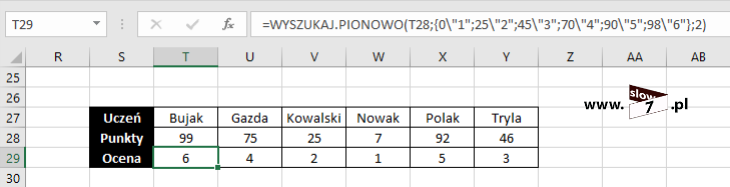 T29 fx =WYSZUKAJ.PIONOWO(T28;{0\"1";25\"2";45\"3";70\"4";90\"5";98\"6"};2)
R S T U V W X Y Z AA AB
25
26
27 Uczeń Bujak Gazda Kowalski Nowak Polak Tryla
28 Punkty 99 75 25 7 92 46
29 Ocena 6 4 2 1 5 3
30
www. slow 7 .pl